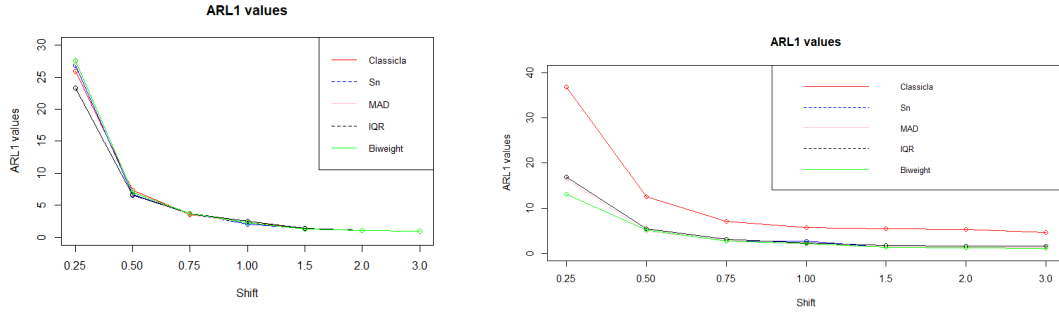 ARL1 values
ARL1 values
30
25
20
15
10
5
0
0.25 0.50 0.75 1.00 1.5 2.0 3.0
Shift
Classicla
Sn
MAD
IQR
Biweight
ARL1 values
ARL1 values
40
30
20
10
0
0.25 0.50 0.75 1.00 1.5 2.0 3.0
Shift
Classicla
Sn
MAD
IQR
Biweight